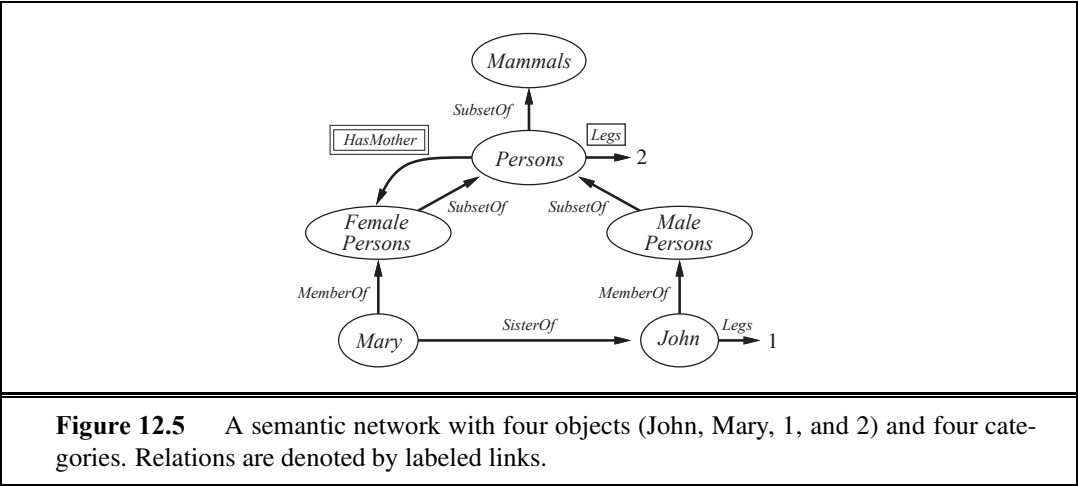 Mammals
SubsetOf
HasMother
Legs
Persons
2
SubsetOf
SubsetOf
Female
Persons
Male
Persons
MemberOf
MemberOf
SisterOf
Legs
Mary
John
1
Figure 12.5 A semantic network with four objects (John, Mary, 1, and 2) and four cate-
gories. Relations are denoted by labeled links.